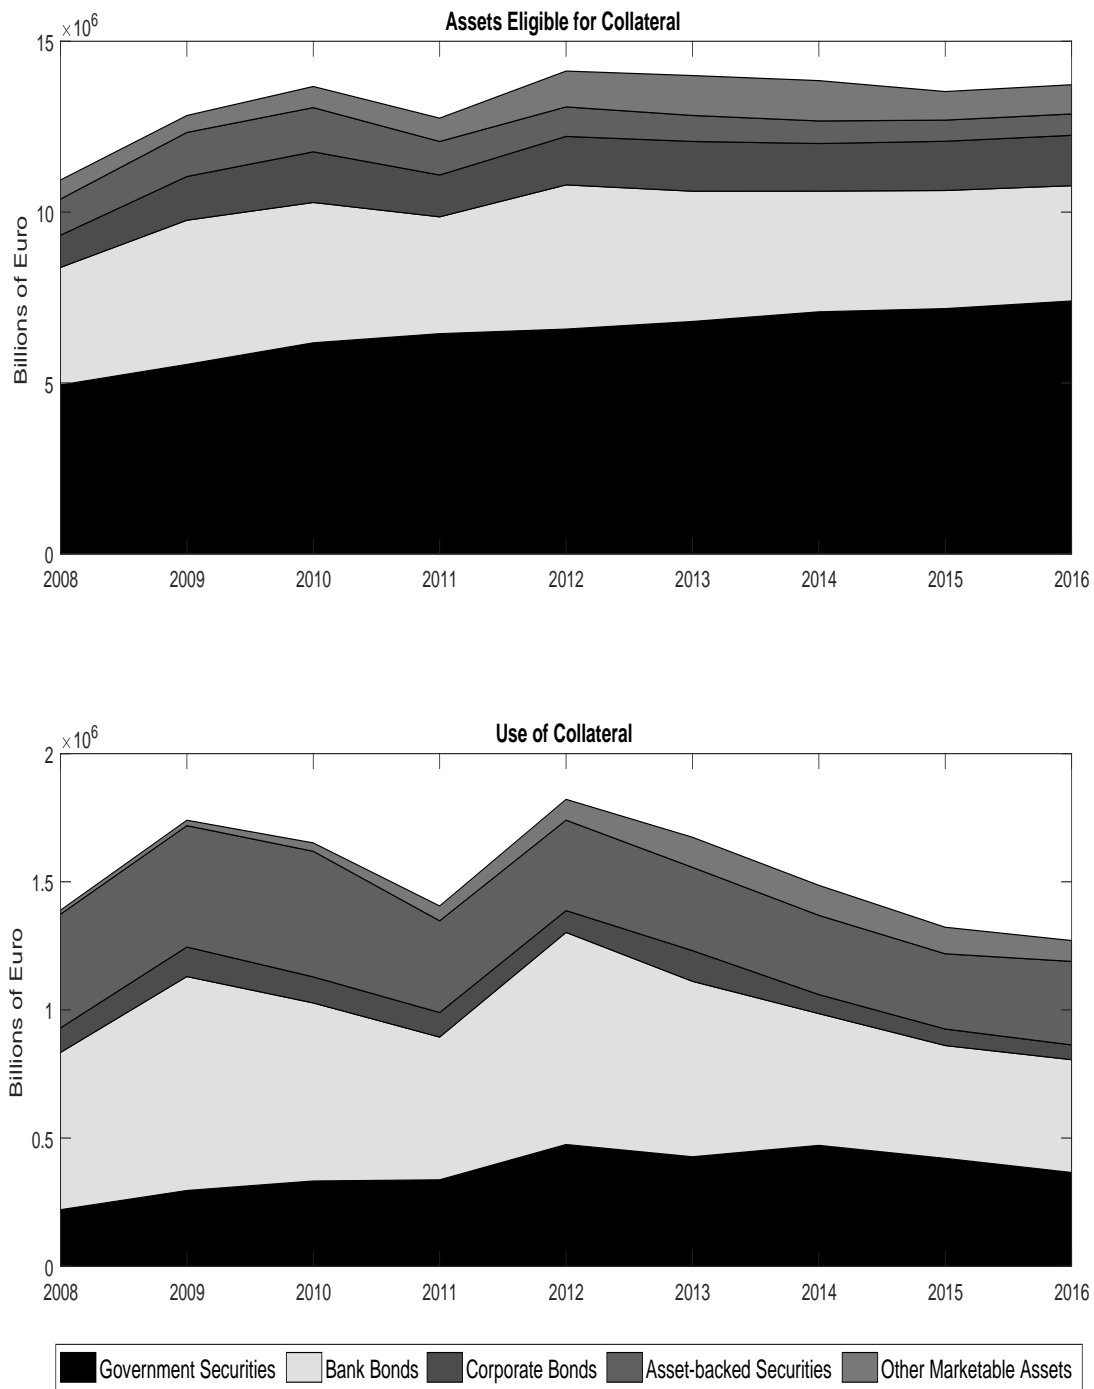 Assets Eligible for Collateral
×10^6
15
10
5
0
Billions of Euro
2008 2009 2010 2011 2012 2013 2014 2015 2016
Use of Collateral
×10^6
2
1.5
1
0.5
0
Billions of Euro
2008 2009 2010 2011 2012 2013 2014 2015 2016
Government Securities Bank Bonds Corporate Bonds Asset-backed Securities Other Marketable Assets